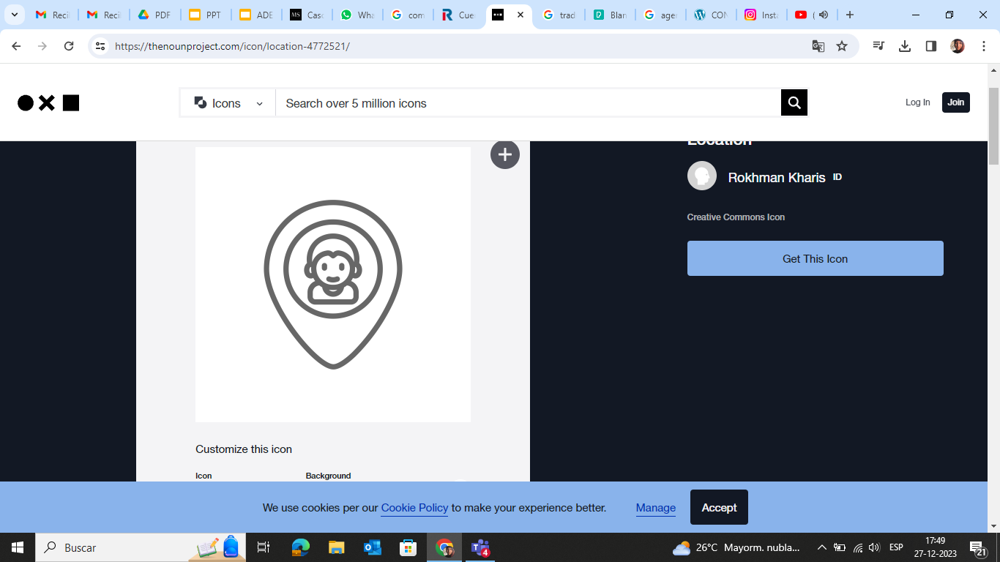 Reci
Reci
PDF
PPT
ADE
Casc
Wha
com
Cuer
trad
Blan
age
CON
Insta
https://thenounproject.com/icon/location-4772521/
Icons
Search over 5 million icons
Log In
Join
Location
Rokhman Kharis ID
Creative Commons Icon
Get This Icon
Customize this icon
Icon Background
We use cookies per our Cookie Policy to make your experience better.
Manage
Accept
Buscar
4
26°C Mayorm. nubla...
ESP
17:49
27-12-2023
21